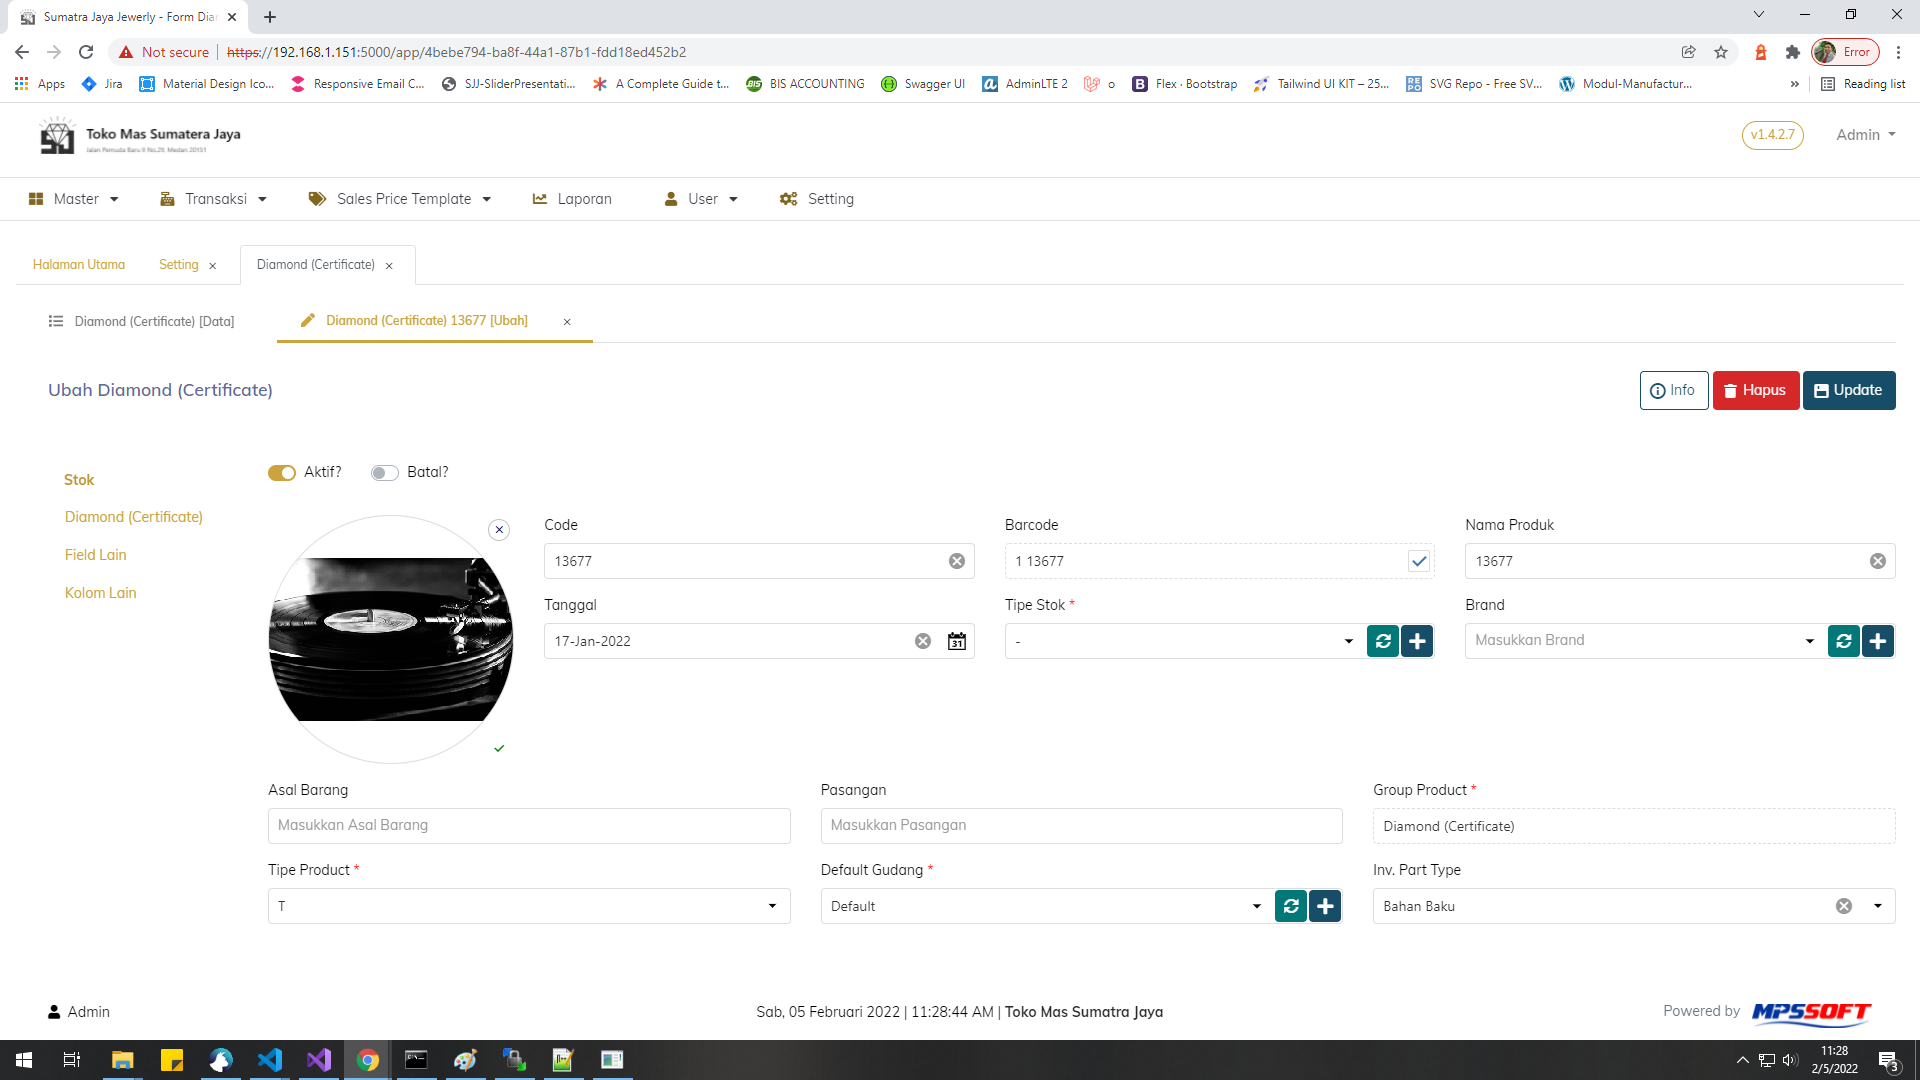 Sumatra Jaya Jewerly - Form Diar
Not secure
https://192.168.1.151:5000/app/4bebe794-ba8f-44a1-87b1-fdd18ed452b2
Error
Apps
Jira
Material Design Ico...
Responsive Email C...
SJJ-SliderPresentati...
A Complete Guide t...
BIS ACCOUNTING
Swagger UI
AdminLTE 2
o
Flex · Bootstrap
Tailwind UI KIT – 25...
SVG Repo - Free SV...
Modul-Manufactur...
»
Reading list
Toko Mas Sumatera Jaya
Jalan Pemuda Baru II No.29, Medan 20151
v1.4.2.7
Admin
Master
Transaksi
Sales Price Template
Laporan
User
Setting
Halaman Utama
Setting
Diamond (Certificate)
Diamond (Certificate) [Data]
Diamond (Certificate) 13677 [Ubah]
Ubah Diamond (Certificate)
Info
Hapus
Update
Stok
Diamond (Certificate)
Field Lain
Kolom Lain
Aktif?
Batal?
Code
Barcode
Nama Produk
13677
1 13677
13677
Tanggal
Tipe Stok *
Brand
17-Jan-2022
31
-
Masukkan Brand
Asal Barang
Pasangan
Group Product *
Masukkan Asal Barang
Masukkan Pasangan
Diamond (Certificate)
Tipe Product *
Default Gudang *
Inv. Part Type
T
Default
Bahan Baku
Admin
Sab, 05 Februari 2022 | 11:28:44 AM | Toko Mas Sumatra Jaya
Powered by MPSSOFT
11:28
2/5/2022
3